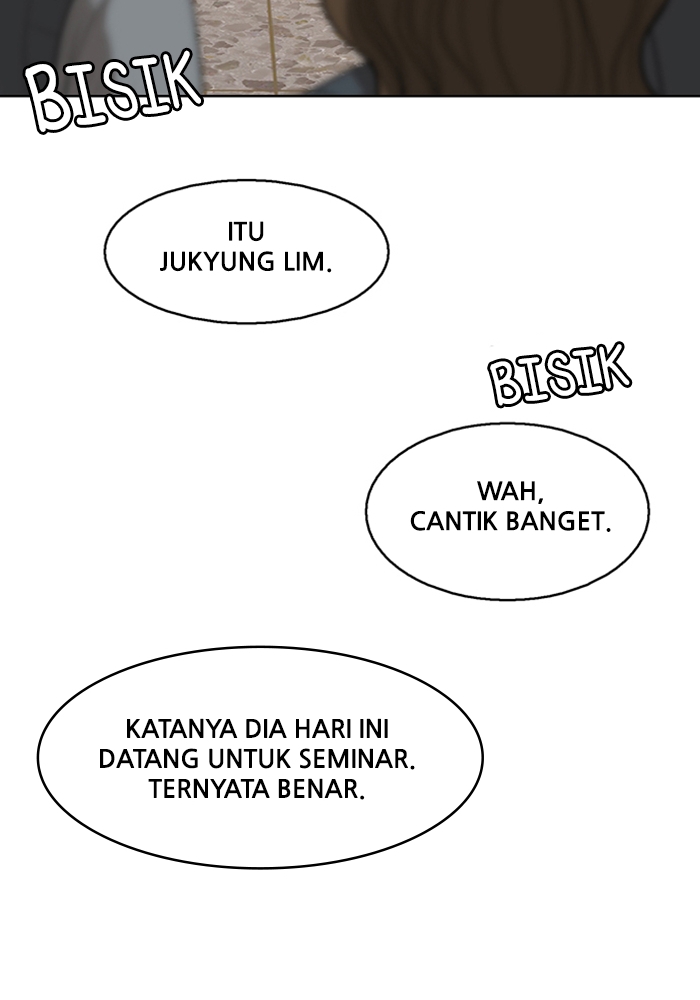 BISIK
ITU
JUKYUNG LIM.
BISIK
WAH,
CANTIK BANGET.
KATANYA DIA HARI INI
DATANG UNTUK SEMINAR.
TERNYATA BENAR.